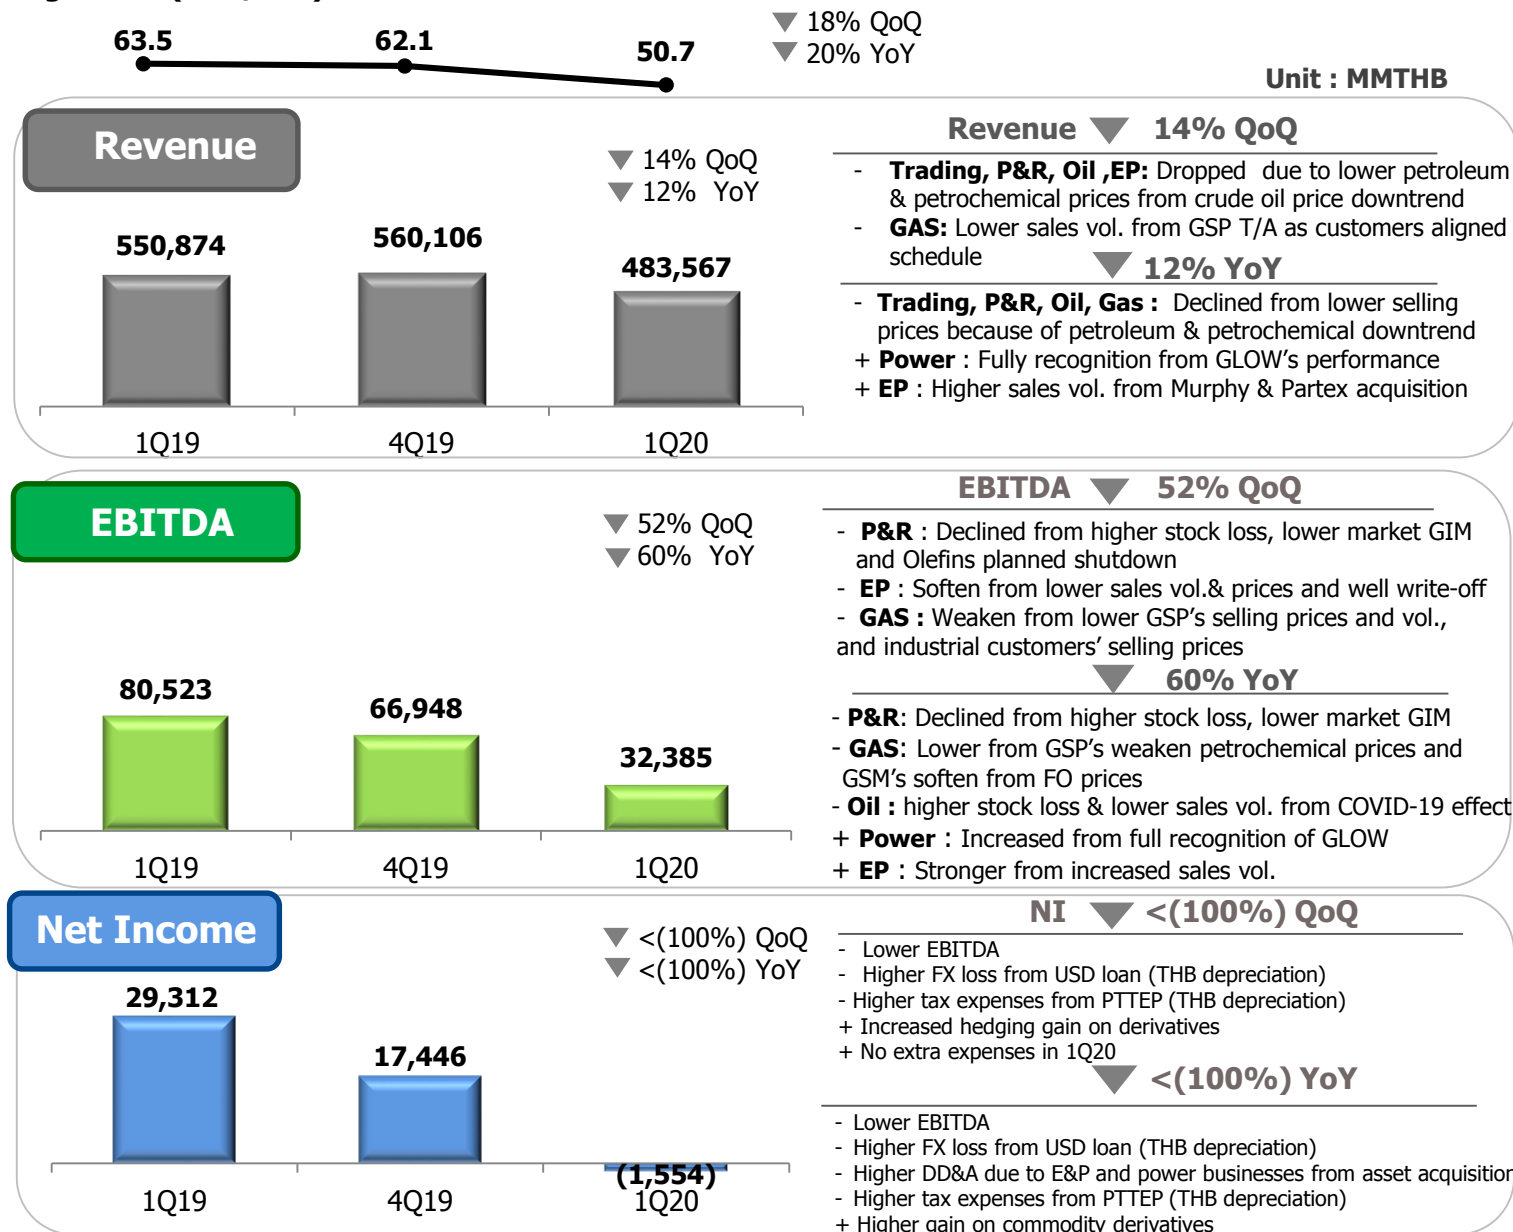 63.5
62.1
50.7
18% QoQ
20% YoY
Unit : MMTHB
Revenue
14% QoQ
12% YoY
550,874
560,106
483,567
1Q19
4Q19
1Q20
Revenue 14% QoQ
- Trading, P&R, Oil ,EP: Dropped due to lower petroleum
& petrochemical prices from crude oil price downtrend
- GAS: Lower sales vol. from GSP T/A as customers aligned
schedule
12% YoY
- Trading, P&R, Oil, Gas : Declined from lower selling
prices because of petroleum & petrochemical downtrend
+ Power : Fully recognition from GLOW's performance
+ EP : Higher sales vol. from Murphy & Partex acquisition
EBITDA
52% QoQ
60% YoY
80,523
66,948
32,385
1Q19
4Q19
1Q20
EBITDA 52% QoQ
- P&R : Declined from higher stock loss, lower market GIM
and Olefins planned shutdown
- EP : Soften from lower sales vol.& prices and well write-off
- GAS : Weaken from lower GSP's selling prices and vol.,
and industrial customers' selling prices
60% YoY
- P&R: Declined from higher stock loss, lower market GIM
- GAS: Lower from GSP's weaken petrochemical prices and
GSM's soften from FO prices
- Oil : higher stock loss & lower sales vol. from COVID-19 effect
+ Power : Increased from full recognition of GLOW
+ EP : Stronger from increased sales vol.
Net Income
<(100%) QoQ
<(100%) YoY
29,312
17,446
(1,554)
1Q19
4Q19
1Q20
NI <(100%) QoQ
- Lower EBITDA
- Higher FX loss from USD loan (THB depreciation)
- Higher tax expenses from PTTEP (THB depreciation)
+ Increased hedging gain on derivatives
+ No extra expenses in 1Q20
<(100%) YoY
- Lower EBITDA
- Higher FX loss from USD loan (THB depreciation)
- Higher DD&A due to E&P and power businesses from asset acquisition
- Higher tax expenses from PTTEP (THB depreciation)
+ Higher gain on commodity derivatives